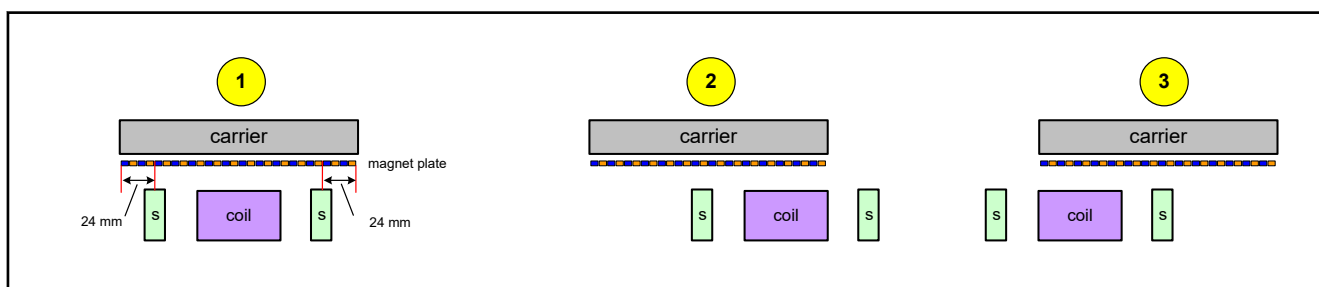 1
carrier
magnet plate
24 mm
24 mm
s
coil
s
2
carrier
s
coil
s
3
carrier
s
coil
s